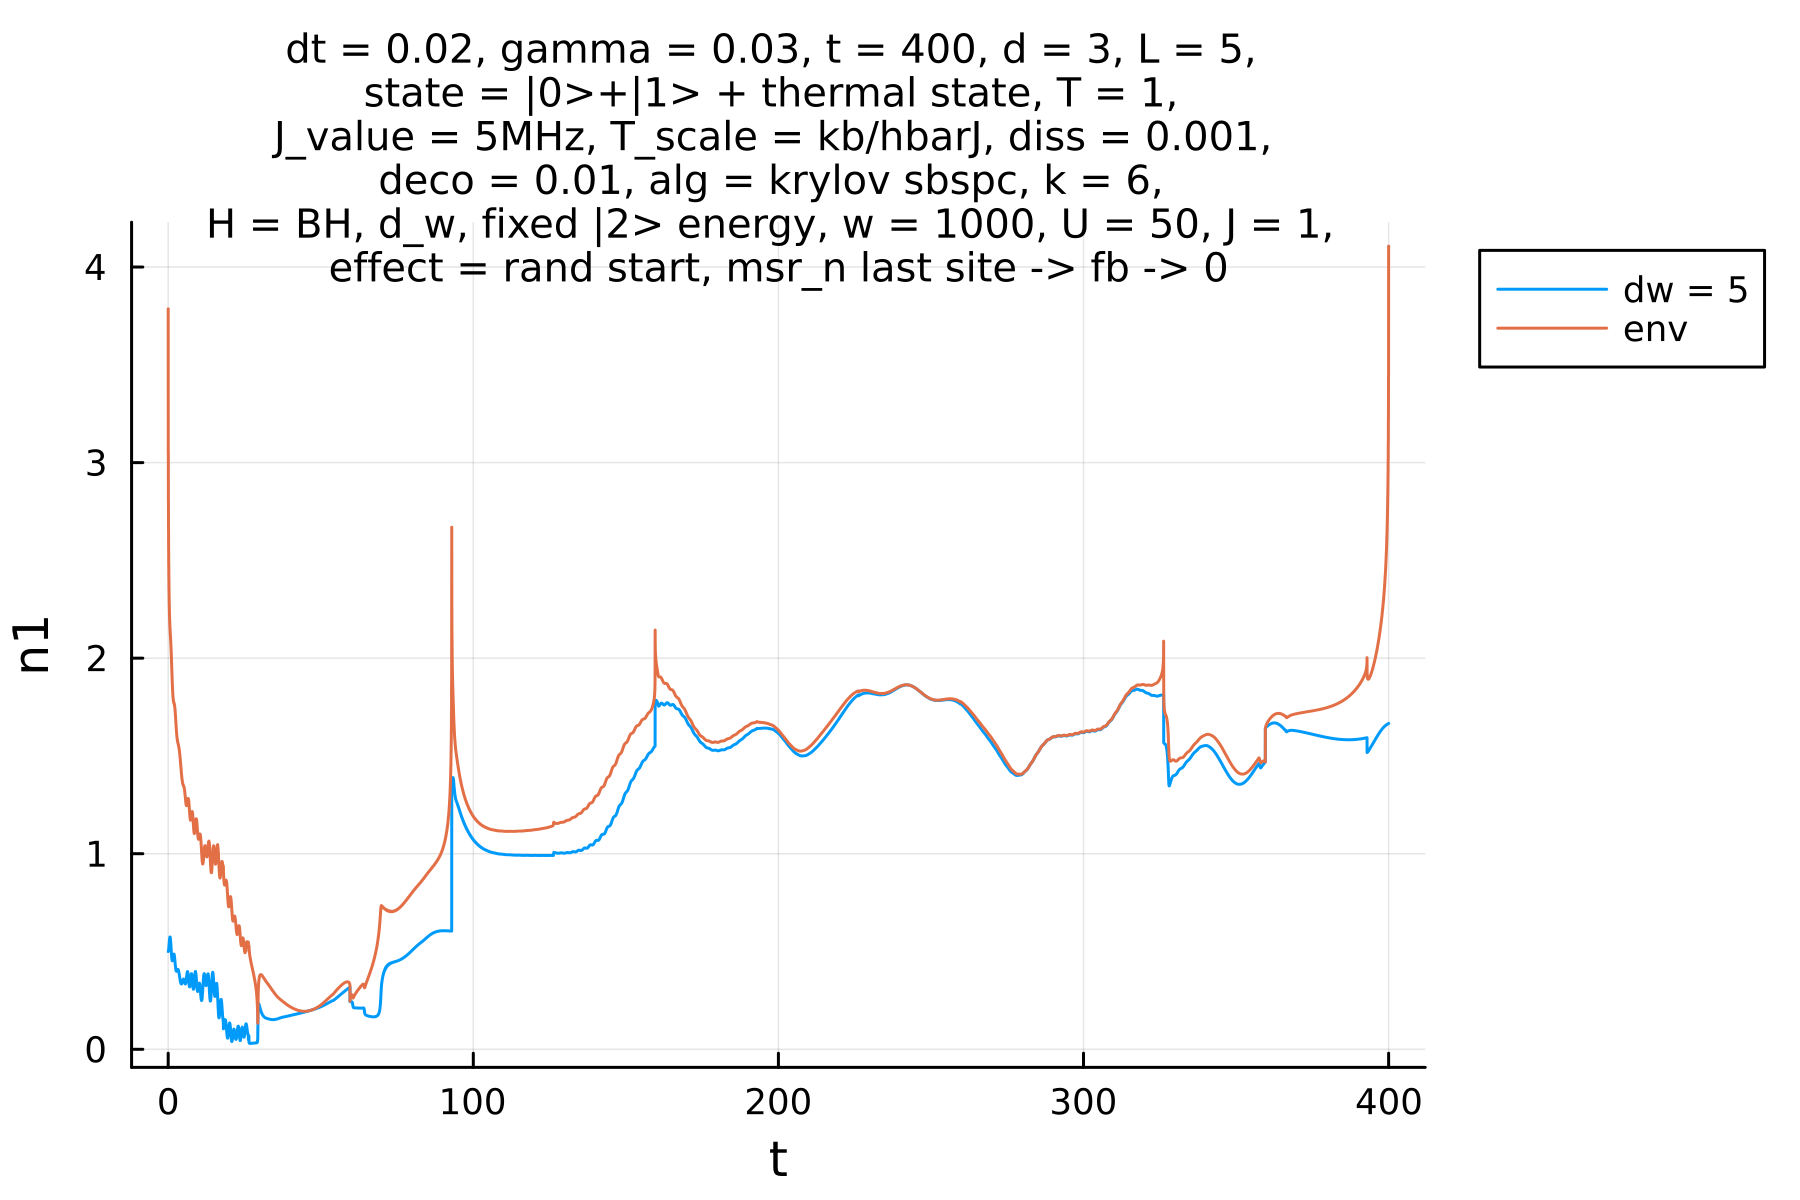 dt = 0.02, gamma = 0.03, t = 400, d = 3, L = 5,
state = |0>+|1> + thermal state, T = 1,
J_value = 5MHz, T_scale = kb/hbarJ, diss = 0.001,
deco = 0.01, alg = krylov sbspc, k = 6,
H = BH, d_w, fixed |2> energy, w = 1000, U = 50, J = 1,
effect = rand start, msr_n last site -> fb -> 0
dw = 5
env
n1
4
3
2
1
0
0 100 200 300 400
t